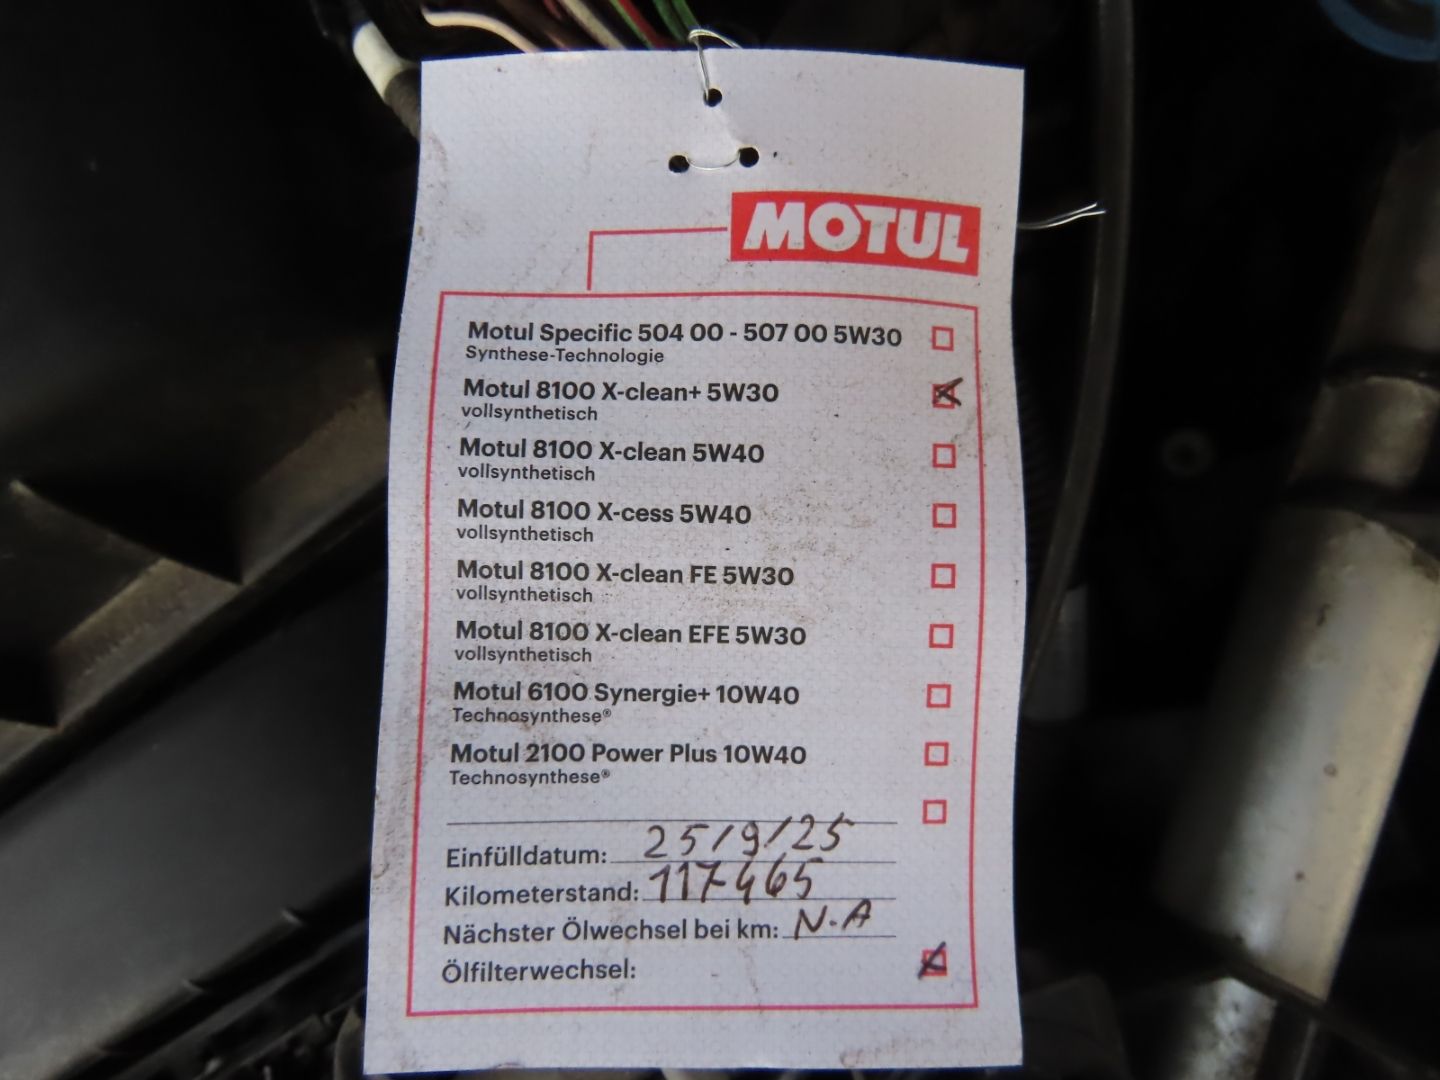 MOTUL
Motul Specific 504 00 - 507 00 5W30
Synthese-Technologie
Motul 8100 X-clean+ 5W30
vollsynthetisch
Motul 8100 X-clean 5W40
vollsynthetisch
Motul 8100 X-cess 5W40
vollsynthetisch
Motul 8100 X-clean FE 5W30
vollsynthetisch
Motul 8100 X-clean EFE 5W30
vollsynthetisch
Motul 6100 Synergie+ 10W40
Technosynthese®
Motul 2100 Power Plus 10W40
Technosynthese®
Einfülldatum: 25/9/25
Kilometerstand: 117465
Nächster Ölwechsel bei km: N.A
Ölfilterwechsel: